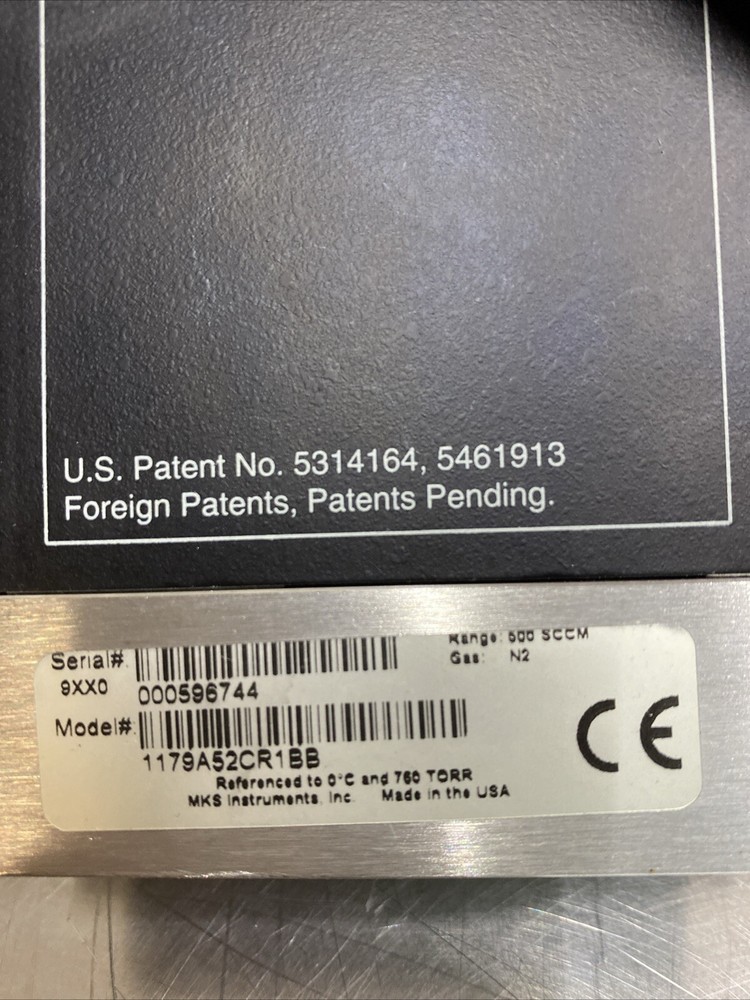 U.S. Patent No. 5314164, 5461913
Foreign Patents, Patents Pending.
Serial#
Range: 500 SCCM
9XX0
Gas: N2
000596744
Model#
1179A52CR1BB
Referenced to 0°C and 760 TORR
MKS Instruments, Inc. Made in the USA
CE